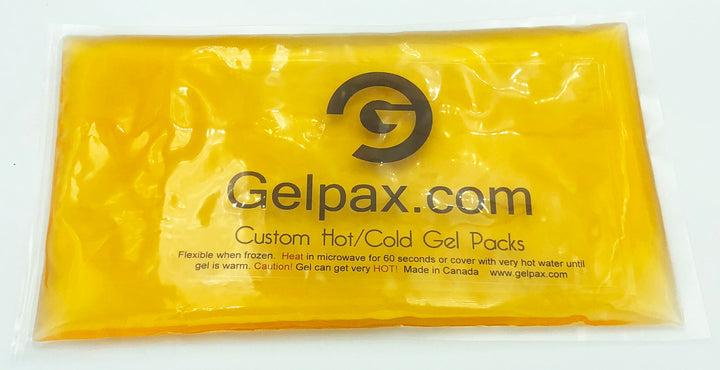 G
Gelpax.com
Custom Hot/Cold Gel Packs
Flexible when frozen. Heat in microwave for 60 seconds or cover with very hot water until
gel is warm. Caution! Gel can get very HOT! Made in Canada www.gelpax.com